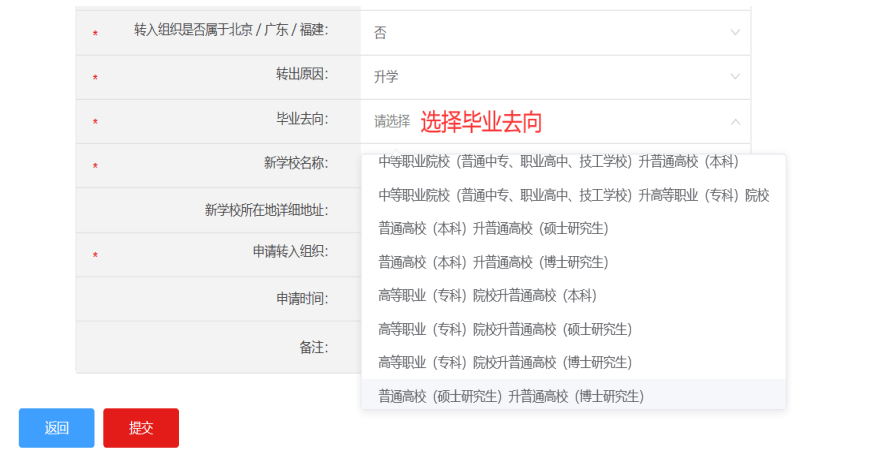 * 转入组织是否属于北京 / 广东 / 福建: 否
* 转出原因: 升学
* 毕业去向: 请选择 选择毕业去向
* 新学校名称:
中等职业院校 (普通中专、职业高中、技工学校) 升普通高校 (本科)
中等职业院校 (普通中专、职业高中、技工学校) 升高等职业 (专科) 院校
新学校所在地详细地址:
普通高校 (本科) 升普通高校 (硕士研究生)
* 申请转入组织:
普通高校 (本科) 升普通高校 (博士研究生)
申请时间:
高等职业 (专科) 院校升普通高校 (本科)
高等职业 (专科) 院校升普通高校 (硕士研究生)
备注:
高等职业 (专科) 院校升普通高校 (博士研究生)
普通高校 (硕士研究生) 升普通高校 (博士研究生)
返回 提交